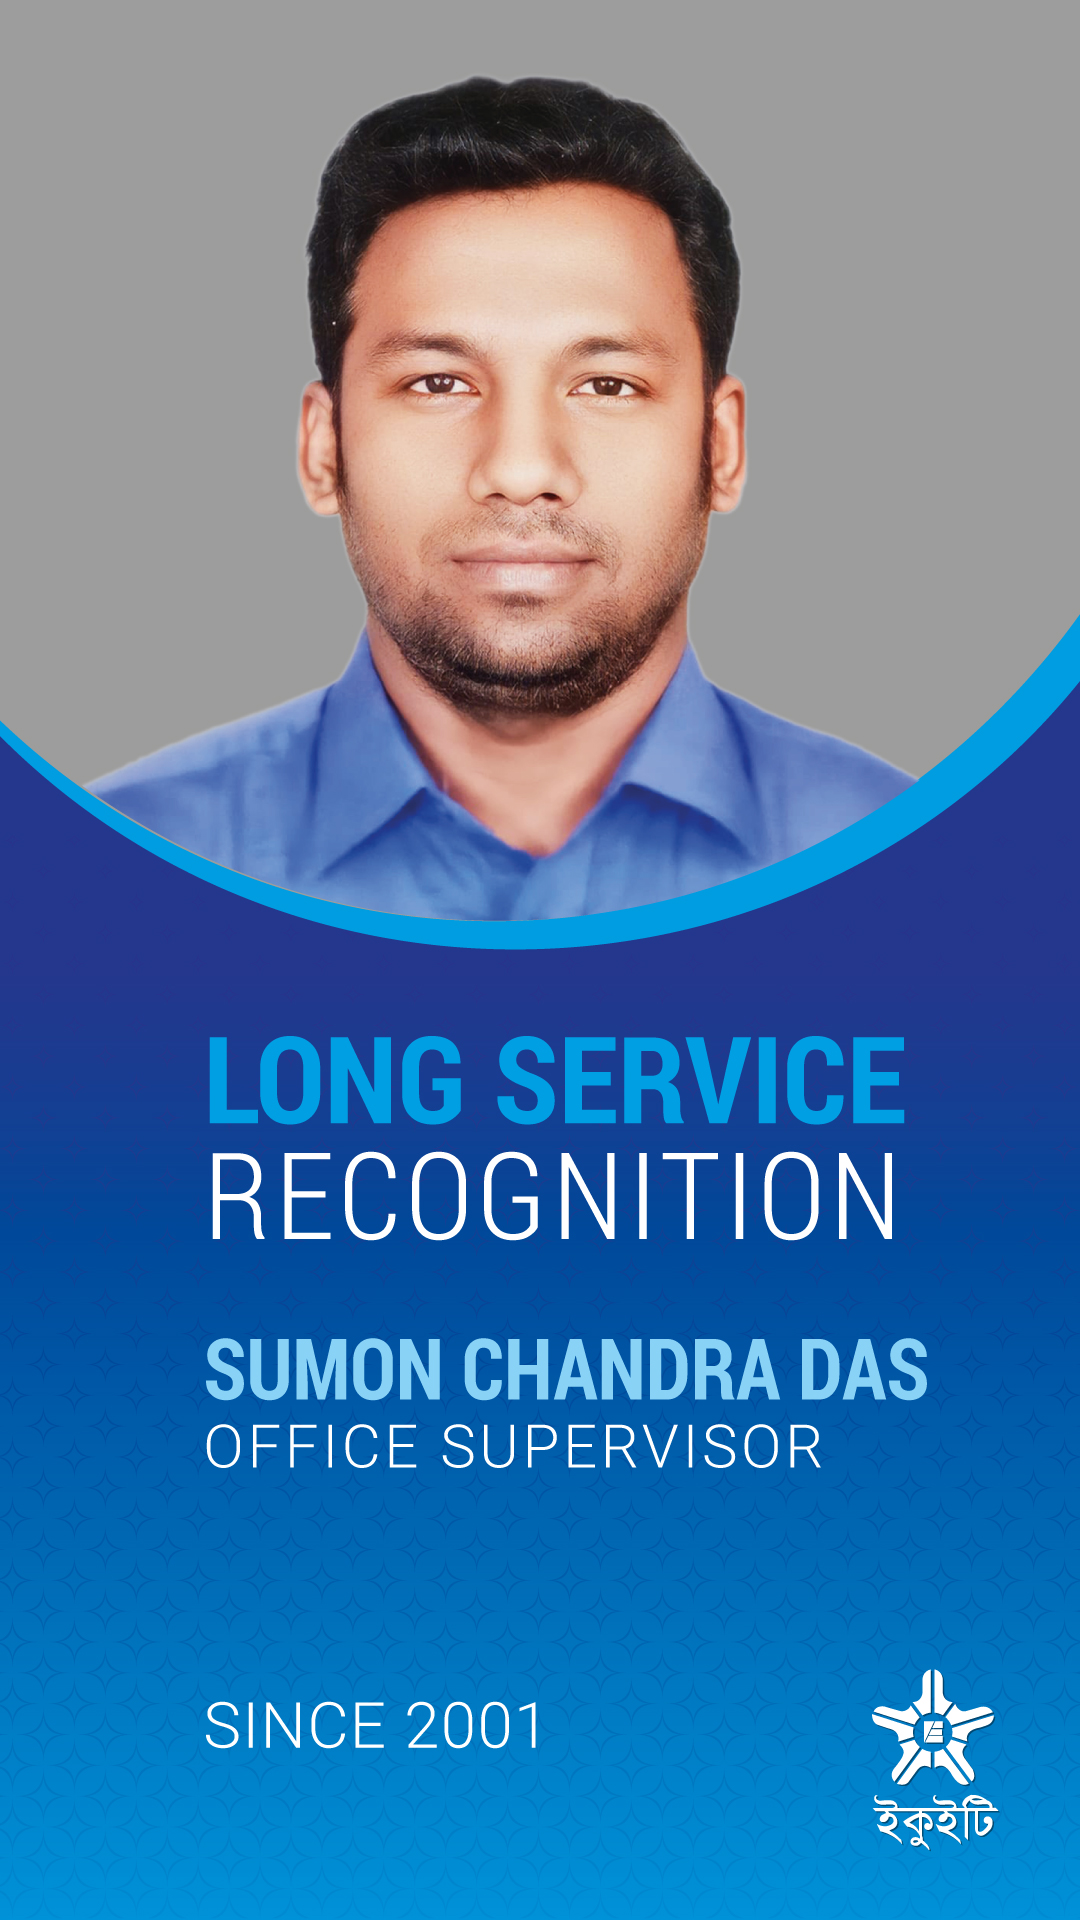 LONG SERVICE
RECOGNITION
SUMON CHANDRA DAS
OFFICE SUPERVISOR
SINCE 2001
ইকুইটি